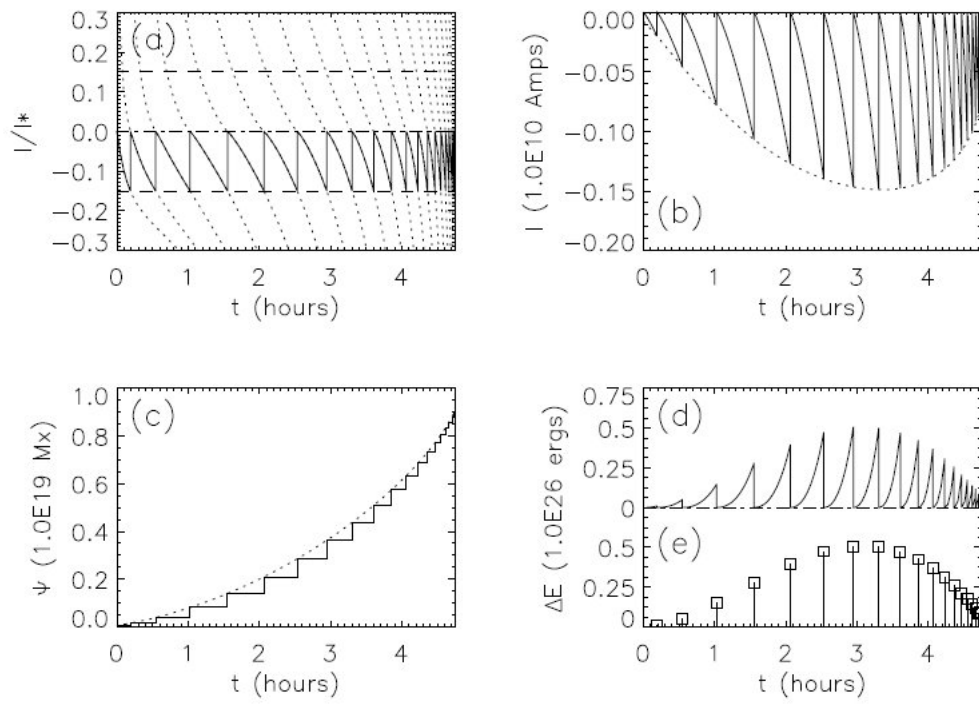 0.3
0.2
0.1
0.0
−0.1
−0.2
−0.3
I/I*
(a)
0 1 2 3 4
t (hours)
0.00
−0.05
−0.10
−0.15
−0.20
I (1.0E10 Amps)
(b)
0 1 2 3 4
t (hours)
1.0
0.8
0.6
0.4
0.2
0.0
Ψ (1.0E19 Mx)
(c)
0 1 2 3 4
t (hours)
0.75
0.5
0.25
0
(d)
ΔE (1.0E26 ergs)
0.5
0.25
0
(e)
0 1 2 3 4
t (hours)